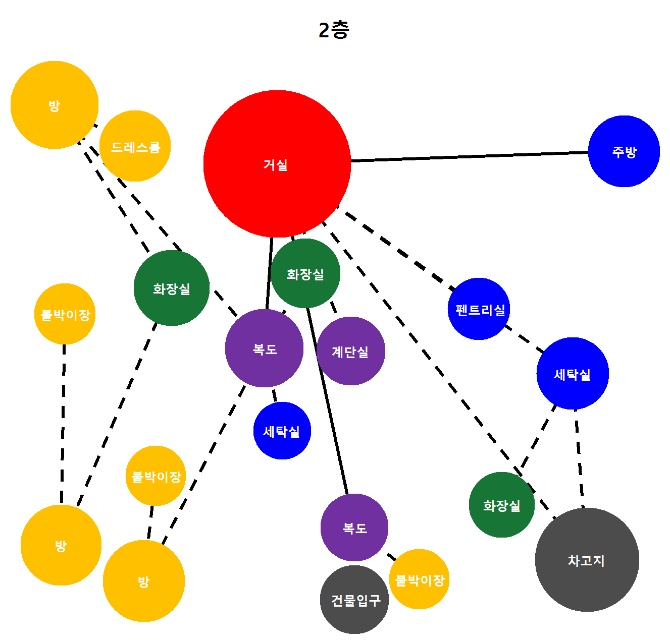 2층
방
드레스룸
거실
주방
화장실
화장실
붙박이장
펜트리실
복도
계단실
세탁실
세탁실
붙박이장
화장실
방
방
복도
차고지
붙박이장
건물입구